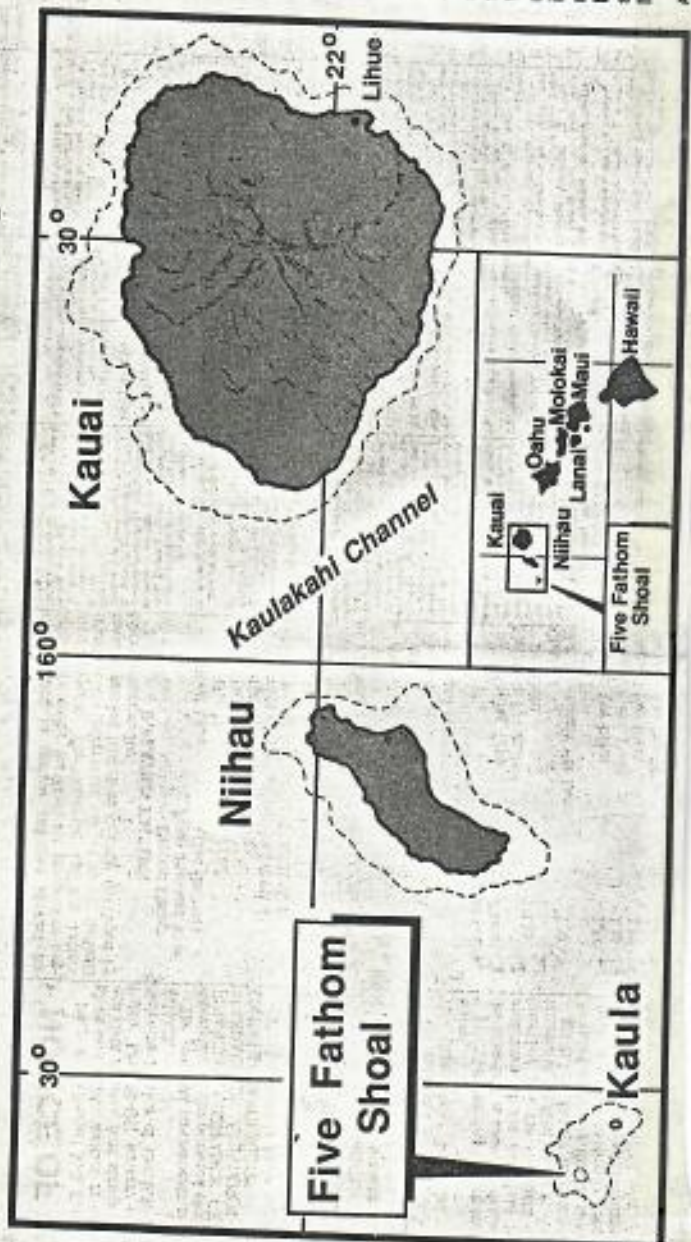 30°
160°
30°
Kauai
22°
Lihue
Niihau
Kaulakahi Channel
Five Fathom
Shoal
Kaula
Kauai
Oahu
Molokai
Niihau
Lanai
Maui
Hawaii
Five Fathom
Shoal